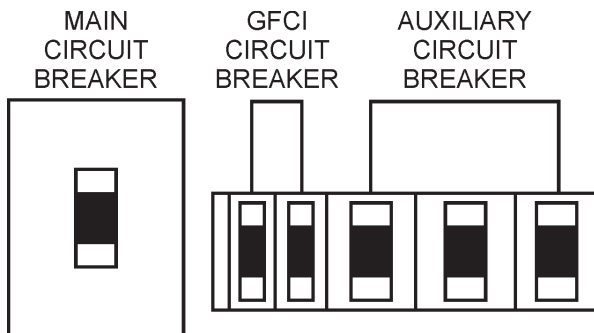 MAIN
CIRCUIT
BREAKER
GFCI
CIRCUIT
BREAKER
AUXILIARY
CIRCUIT
BREAKER